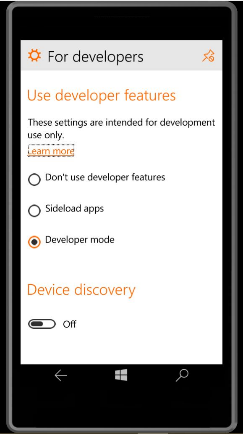 For developers
Use developer features
These settings are intended for development
use only.
Learn more
Don't use developer features
Sideload apps
Developer mode
Device discovery
Off